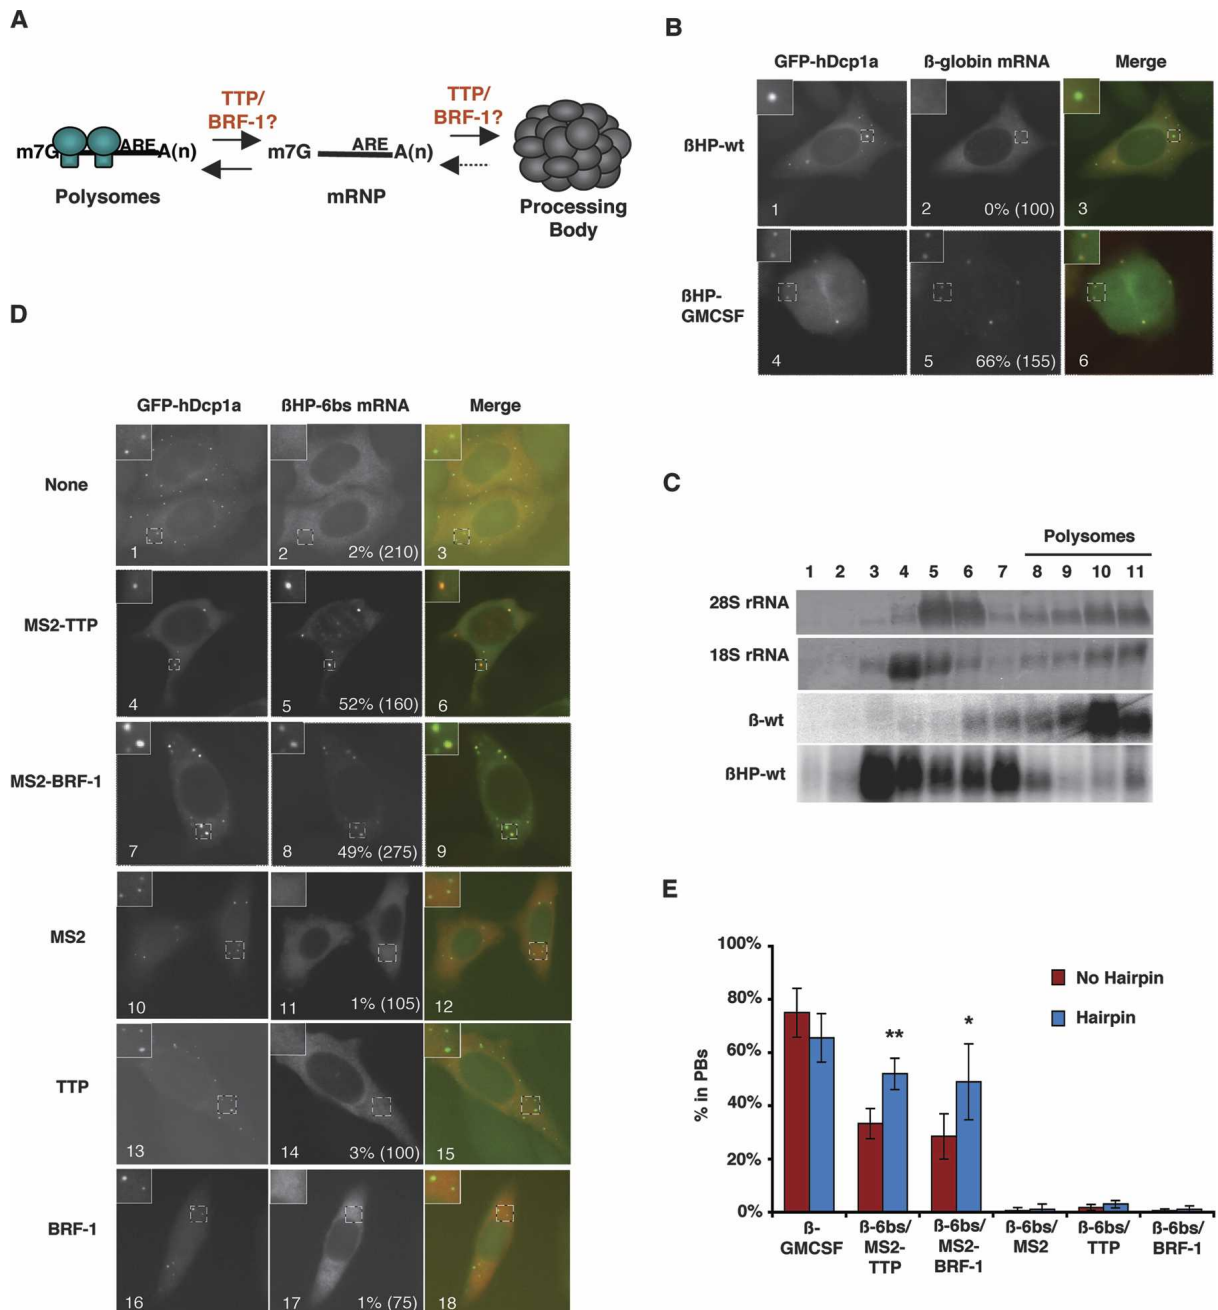 A
TTP/
BRF-1?
TTP/
BRF-1?
m7G ARE A(n)
m7G ARE A(n)
Polysomes
mRNP
Processing
Body
B
GFP-hDcp1a ß-globin mRNA Merge
ßHP-wt
1 2 0% (100) 3
ßHP-
GMCSF
4 5 66% (155) 6
D
GFP-hDcp1a ßHP-6bs mRNA Merge
None
1 2 2% (210) 3
MS2-TTP
4 5 52% (160) 6
MS2-BRF-1
7 8 49% (275) 9
MS2
10 11 1% (105) 12
TTP
13 14 3% (100) 15
BRF-1
16 17 1% (75) 18
C
Polysomes
1 2 3 4 5 6 7 8 9 10 11
28S rRNA
18S rRNA
ß-wt
ßHP-wt
E
100%
80%
60%
40%
20%
0%
% in PBs
No Hairpin
Hairpin
**
*
ß-
GMCSF
ß-6bs/
MS2-
TTP
ß-6bs/
MS2-
BRF-1
ß-6bs/
MS2
ß-6bs/
TTP
ß-6bs/
BRF-1